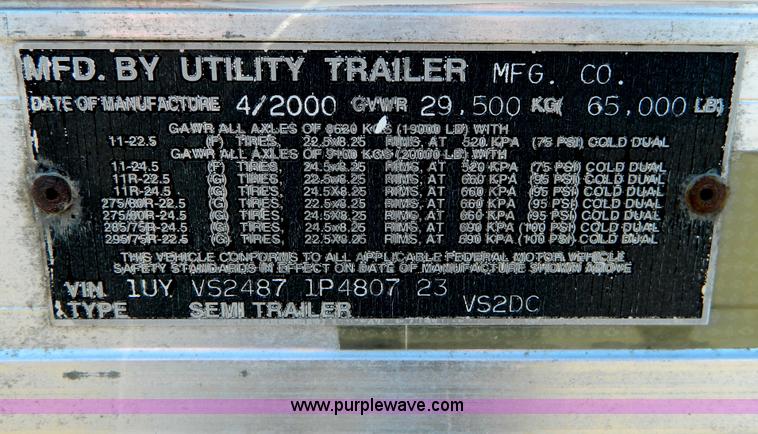 MFD. BY UTILITY TRAILER MFG. CO.
DATE OF MANUFACTURE 4/2000 GVWR 29,500 KG( 65,000 LB)
GAWR ALL AXLES OF 8620 KGS (19000 LB) WITH
11-22.5 (F) TIRES, 22.5x8.25 RIMS, AT 520 KPA (75 PSI) COLD DUAL
GAWR ALL AXLES OF KGS (20000 LB) WITH
11-24.5 (F) TIRES, 24.5x8.25 RIMS, AT 520 KPA (75 PSI) COLD DUAL
11R-22.5 (G) TIRES, 22.5x8.25 RIMS, AT 660 KPA (95 PSI) COLD DUAL
11R-24.5 (G) TIRES, 24.5x8.25 RIMS, AT 660 KPA (95 PSI) COLD DUAL
275/80R-22.5 (G) TIRES, 22.5x8.25 RIMS, AT 660 KPA (95 PSI) COLD DUAL
275/80R-24.5 (G) TIRES, 24.5x8.25 RIMS, AT 660 KPA (95 PSI) COLD DUAL
285/75R-24.5 (G) TIRES, 24.5x8.25 RIMS, AT 690 KPA (100 PSI) COLD DUAL
295/75R-22.5 (G) TIRES, 22.5x8.25 RIMS, AT 690 KPA (100 PSI) COLD DUAL
THIS VEHICLE CONFORMS TO ALL APPLICABLE FEDERAL MOTOR VEHICLE
SAFETY STANDARDS IN EFFECT ON DATE OF MANUFACTURE SHOWN ABOVE
VIN 1UY VS2487 1P4807 23
TYPE SEMI TRAILER VS2DC
www.purplewave.com